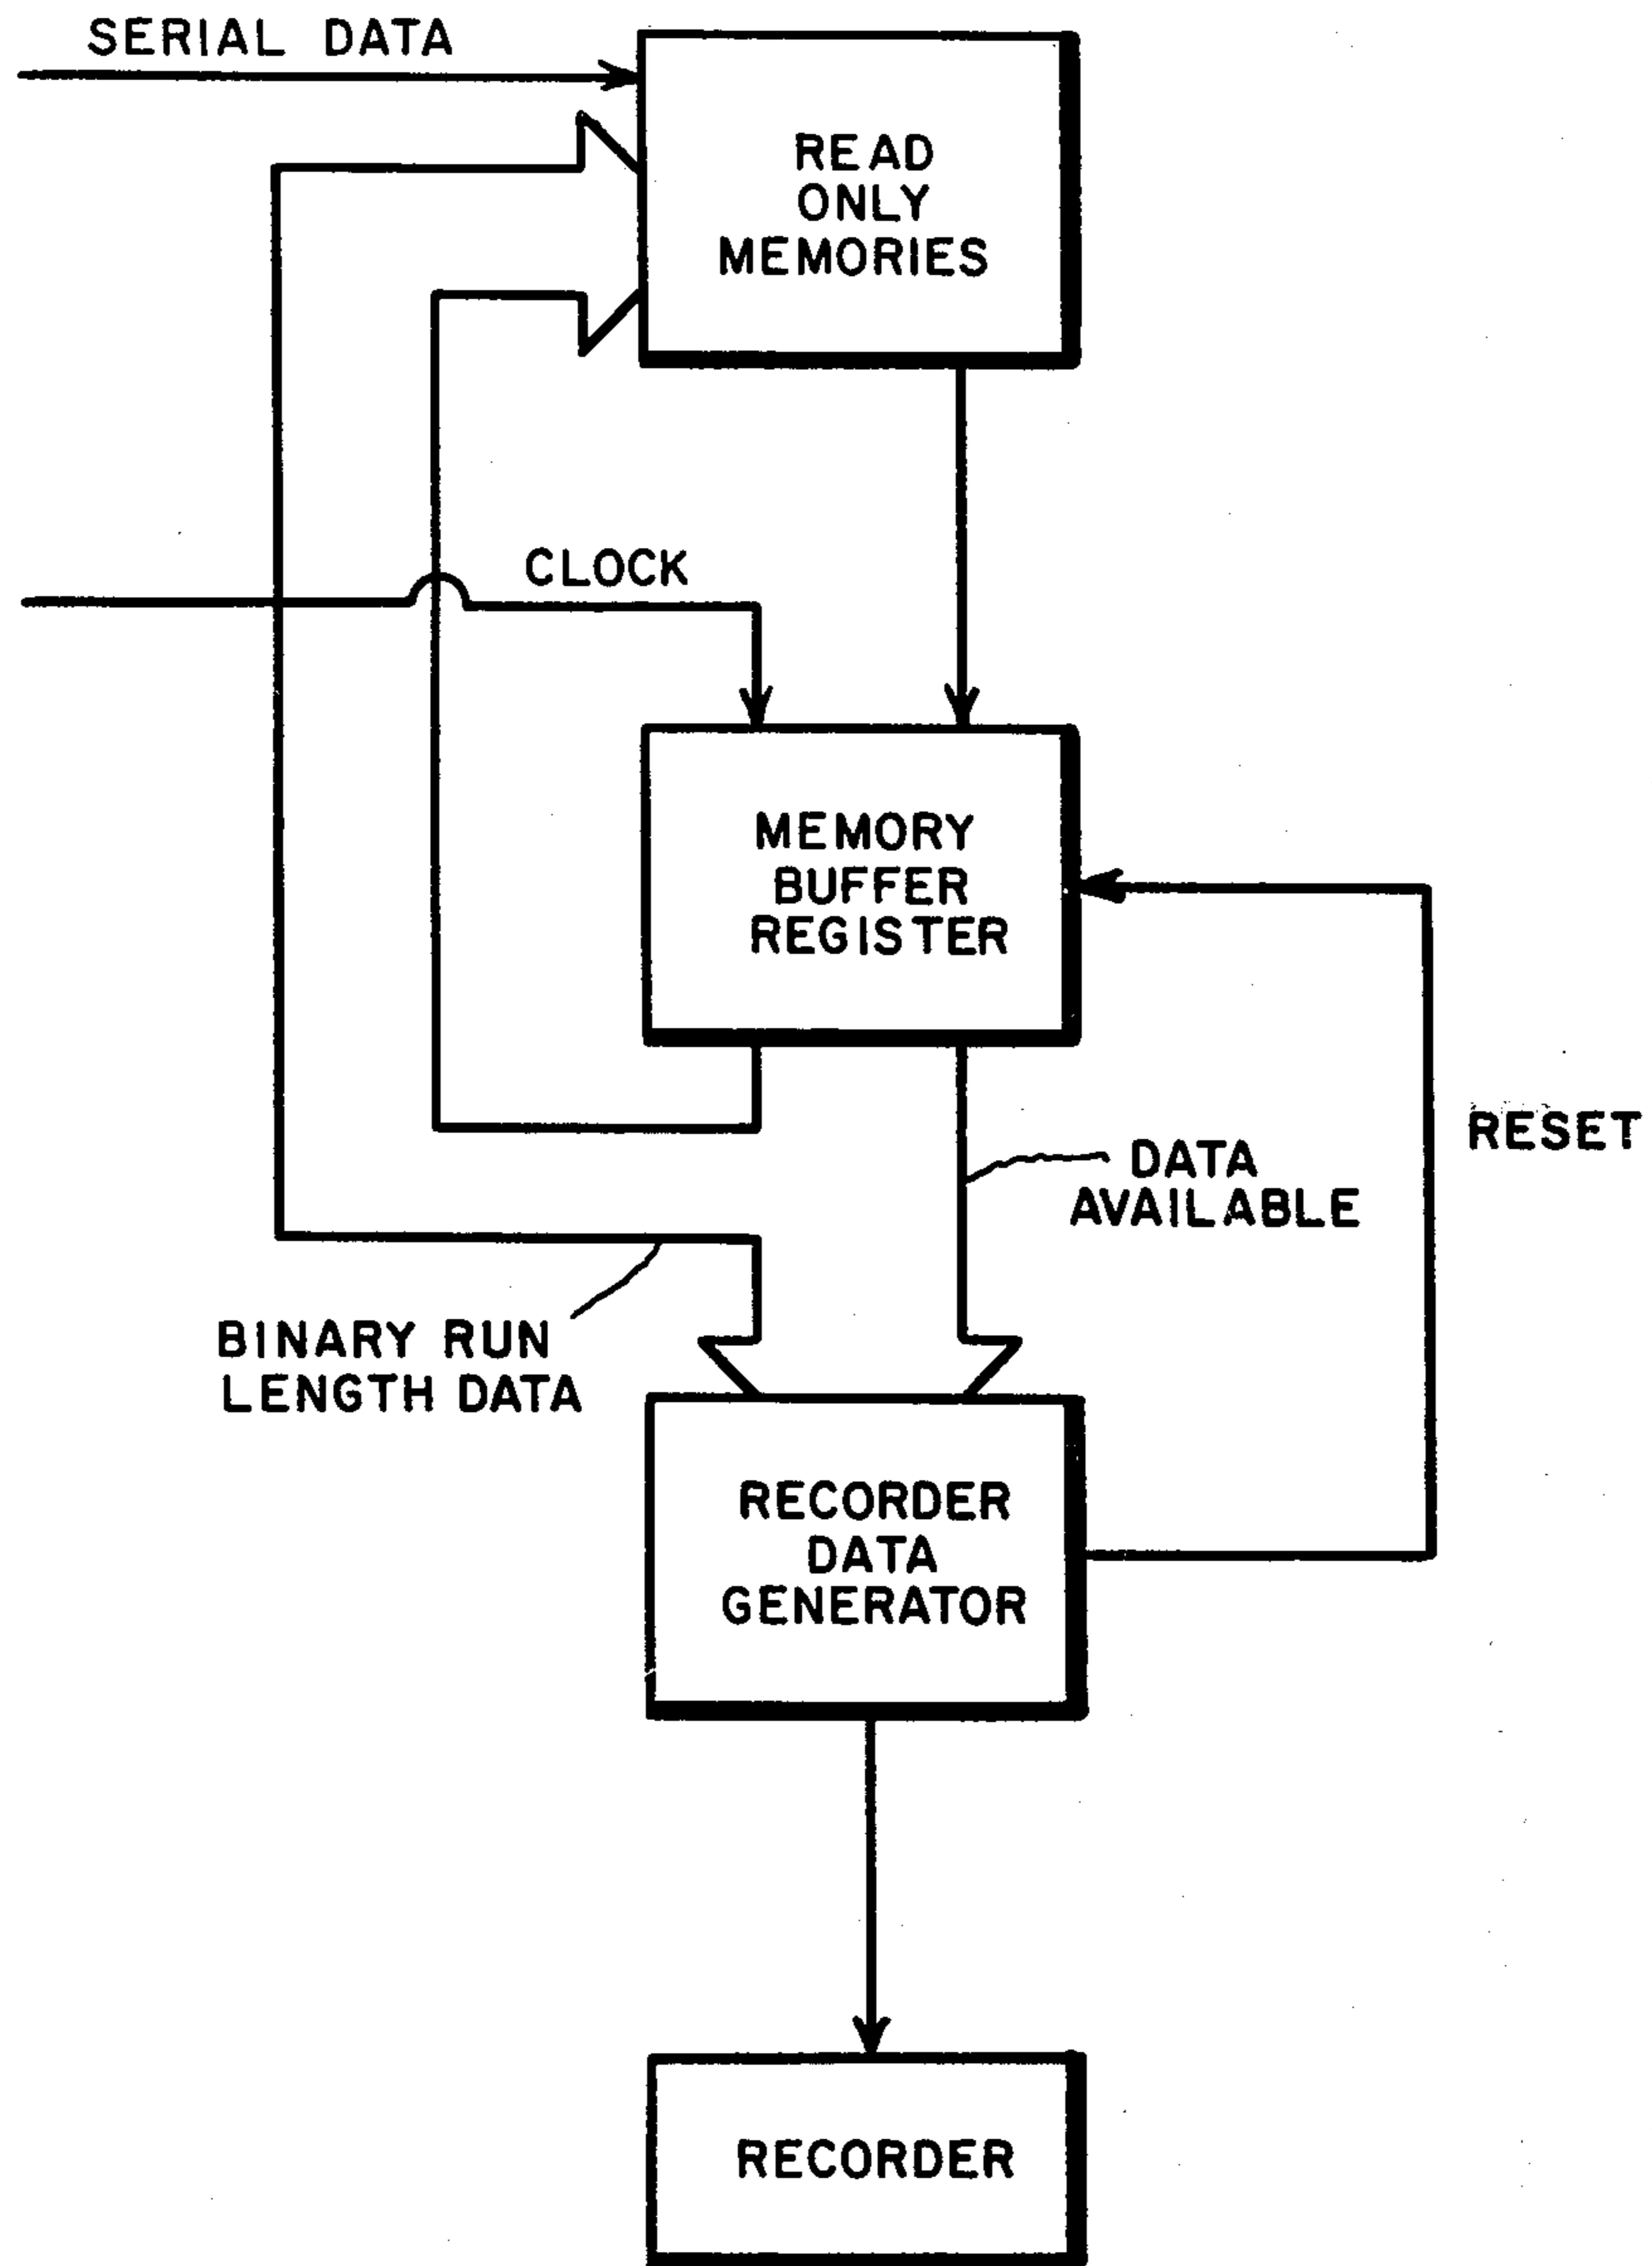 SERIAL DATA
READ
ONLY
MEMORIES
CLOCK
MEMORY
BUFFER
REGISTER
RESET
DATA
AVAILABLE
BINARY RUN
LENGTH DATA
RECORDER
DATA
GENERATOR
RECORDER